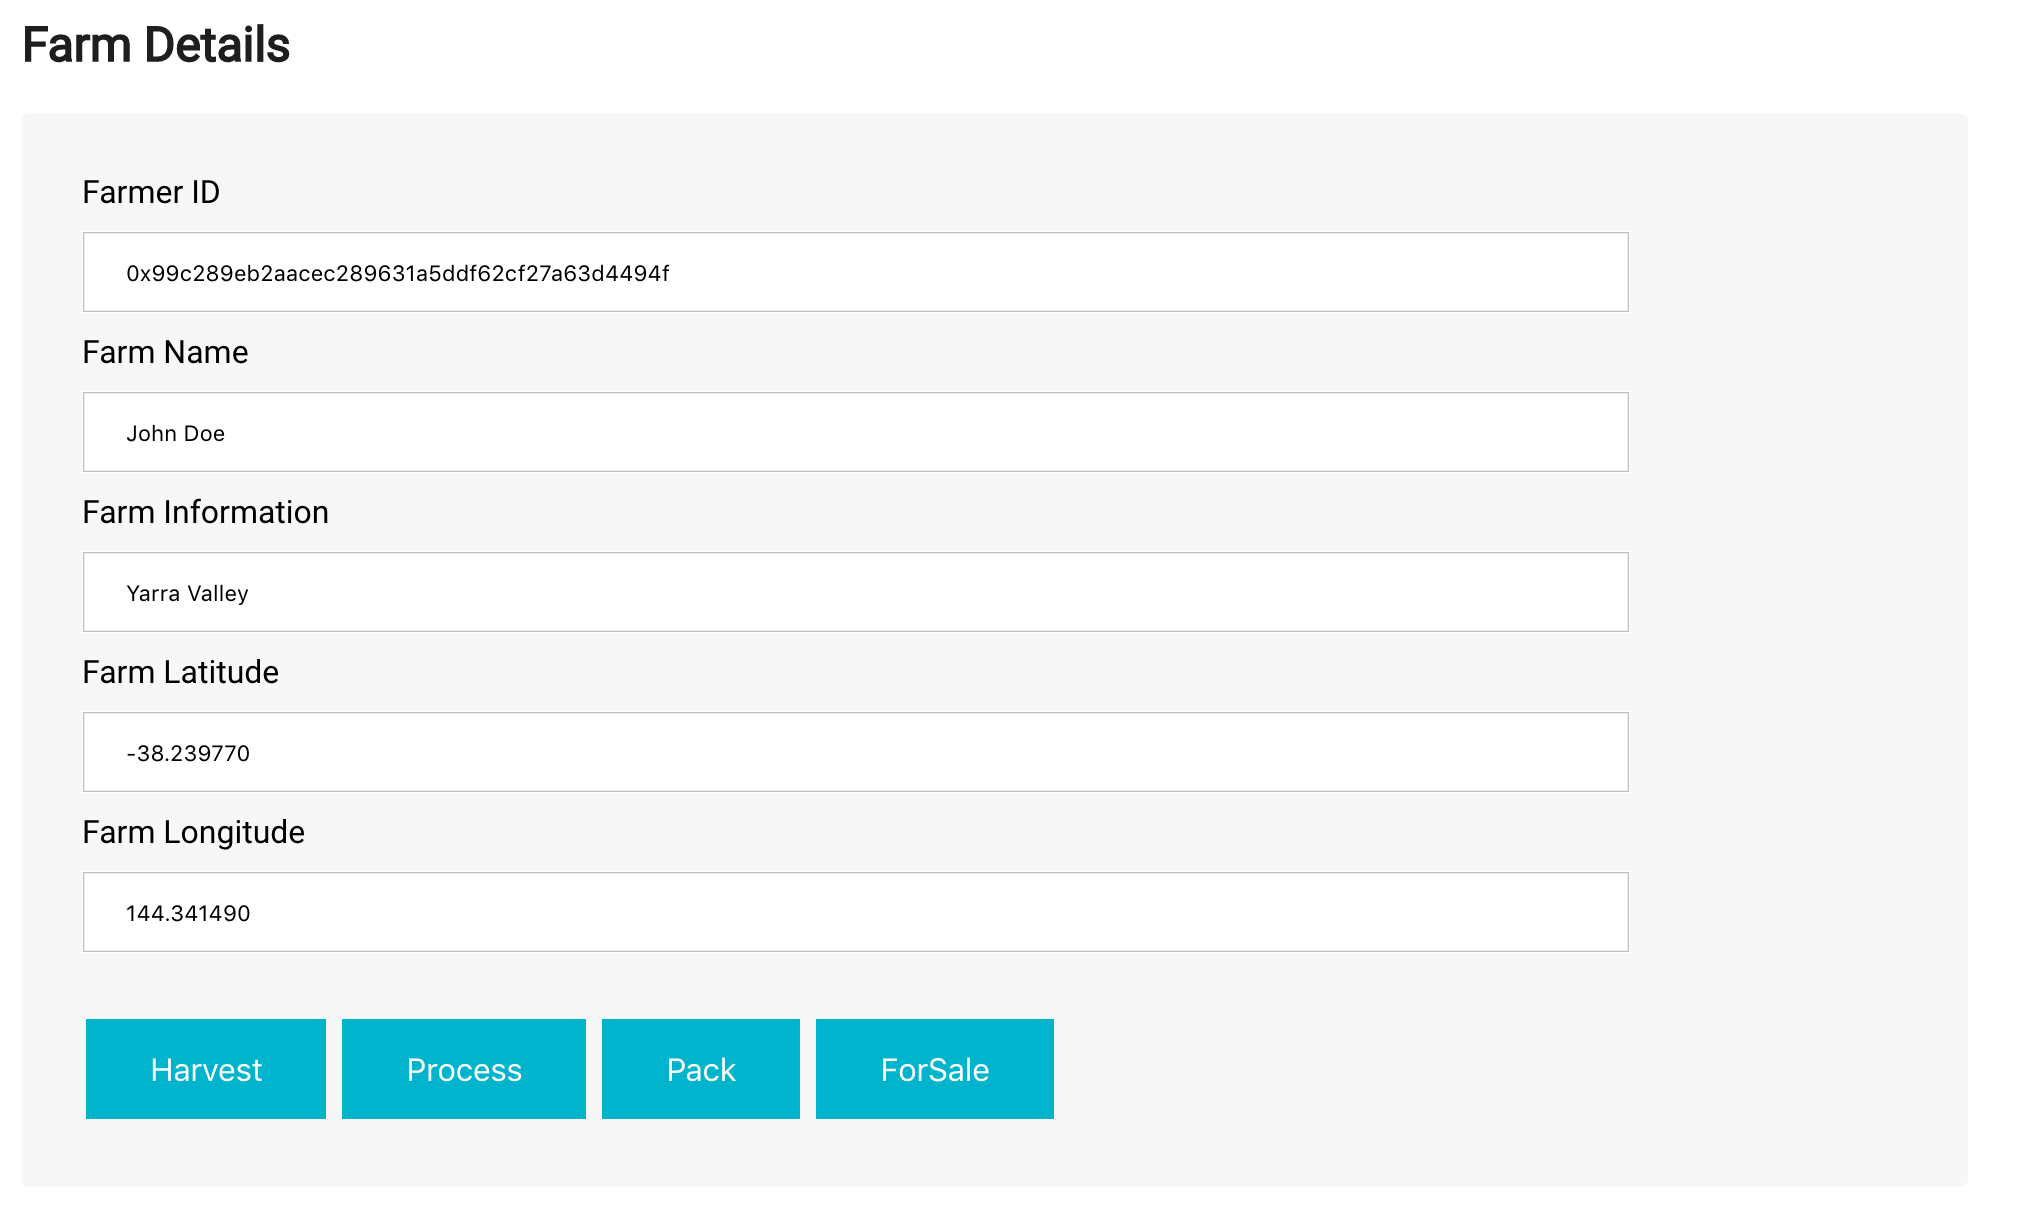 Farm Details
Farmer ID
0x99c289eb2aacec289631a5ddf62cf27a63d4494f
Farm Name
John Doe
Farm Information
Yarra Valley
Farm Latitude
-38.239770
Farm Longitude
144.341490
Harvest Process Pack ForSale